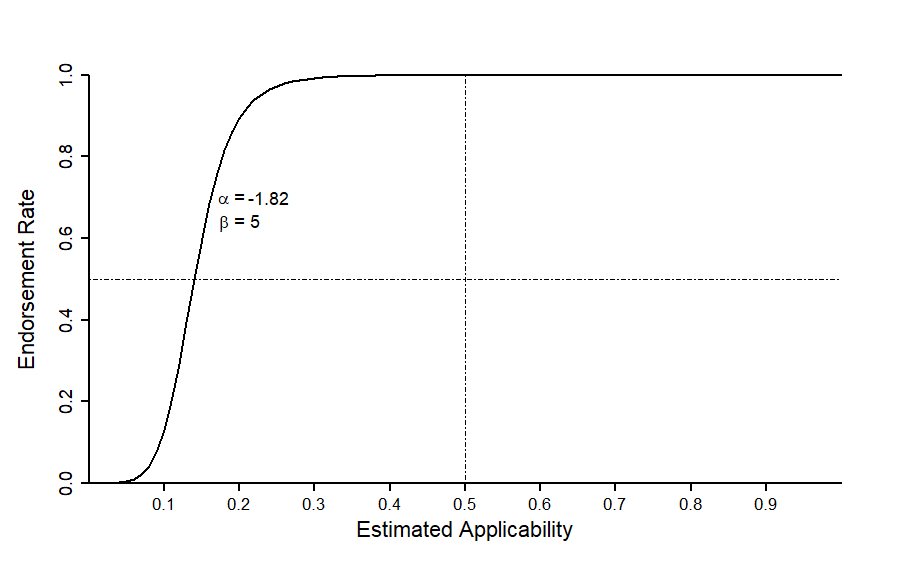 1.0
0.8
0.6
0.4
0.2
0.0
Endorsement Rate
α = -1.82
β = 5
0.1 0.2 0.3 0.4 0.5 0.6 0.7 0.8 0.9
Estimated Applicability